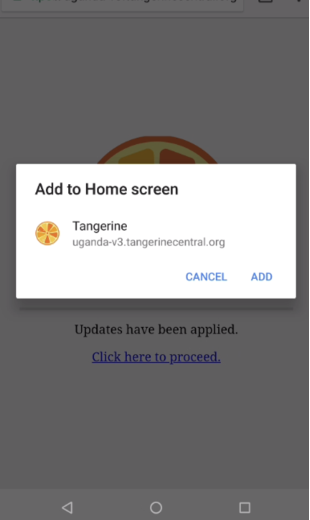 Add to Home screen
Tangerine
uganda-v3.tangerinecentral.org
CANCEL ADD
Updates have been applied.
Click here to proceed.